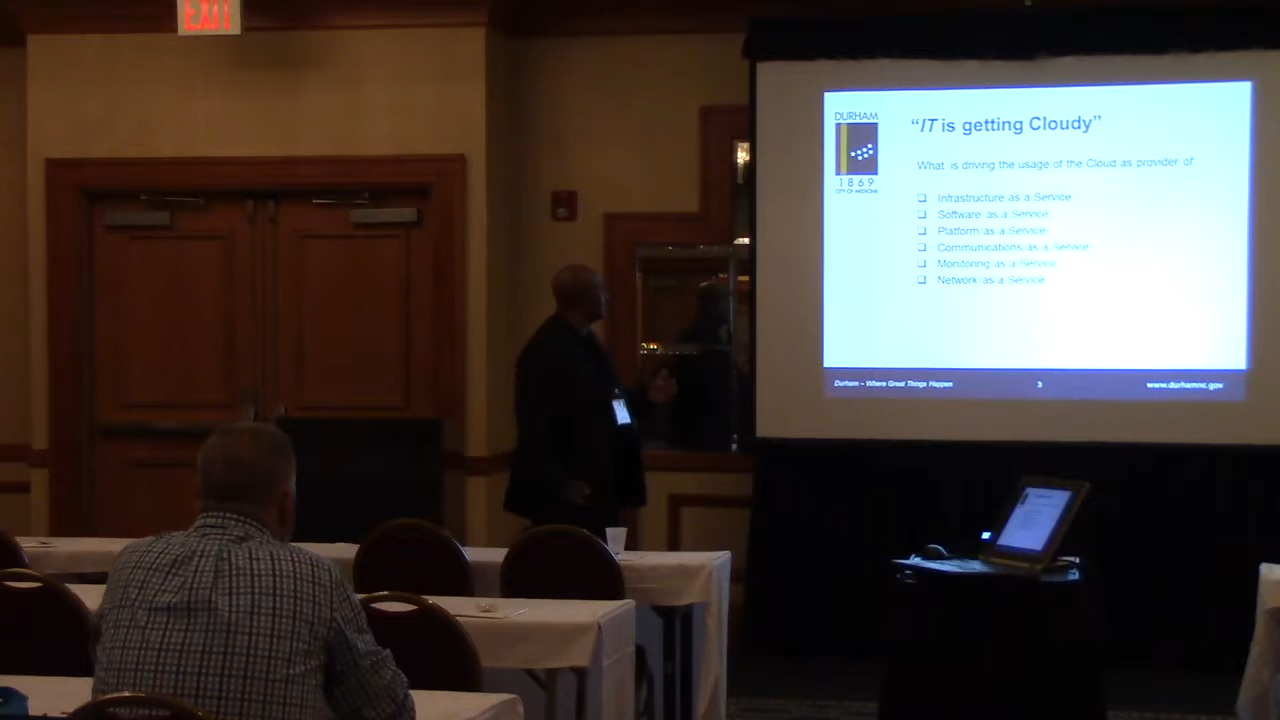 EXIT
DURHAM
1869
CITY OF MEDICINE
"IT is getting Cloudy"
What is driving the usage of the Cloud as provider of:
❑ Infrastructure as a Service
❑ Software as a Service
❑ Platform as a Service
❑ Communications as a Service
❑ Monitoring as a Service
❑ Network as a Service
Durham – Where Great Things Happen
3
www.durhamnc.gov